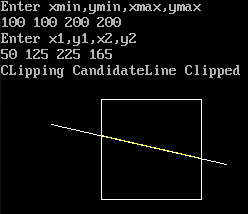 Enter xmin,ymin,xmax,ymax
100 100 200 200
Enter x1,y1,x2,y2
50 125 225 165
CLipping CandidateLine Clipped